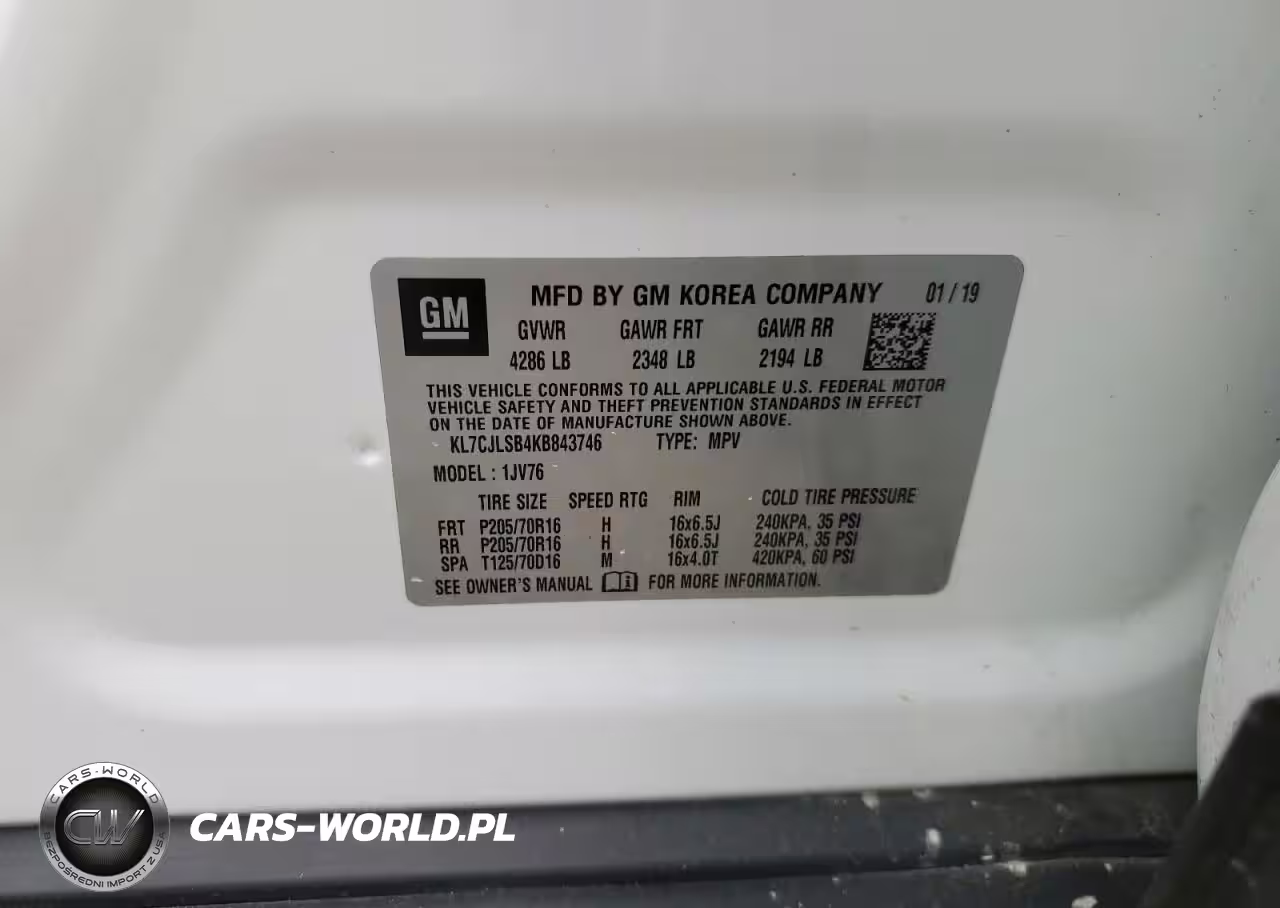 GM
MFD BY GM KOREA COMPANY 01 / 19
GVWR GAWR FRT GAWR RR
4286 LB 2348 LB 2194 LB
THIS VEHICLE CONFORMS TO ALL APPLICABLE U.S. FEDERAL MOTOR
VEHICLE SAFETY AND THEFT PREVENTION STANDARDS IN EFFECT
ON THE DATE OF MANUFACTURE SHOWN ABOVE.
KL7CJLSB4KB843746 TYPE: MPV
MODEL : 1JV76
TIRE SIZE SPEED RTG RIM COLD TIRE PRESSURE
FRT P205/70R16 H 16x6.5J 240KPA, 35 PSI
RR P205/70R16 H 16x6.5J 240KPA, 35 PSI
SPA T125/70D16 M 16x4.0T 420KPA, 60 PSI
SEE OWNER'S MANUAL FOR MORE INFORMATION.
CARS-WORLD
CW
BEZPOŚREDNI IMPORT Z USA
CARS-WORLD.PL